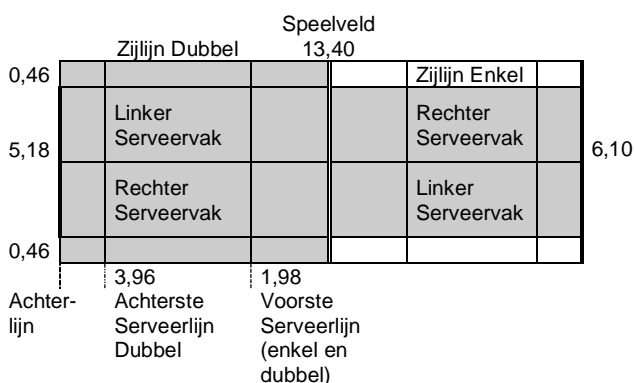 Speelveld
Zijlijn Dubbel 13,40
0,46 Zijlijn Enkel
Linker Rechter
Serveervak Serveervak
5,18 6,10
Rechter Linker
Serveervak Serveervak
0,46
3,96 1,98
Achter- Achterste Voorste
lijn Serveerlijn Serveerlijn
Dubbel (enkel en
dubbel)